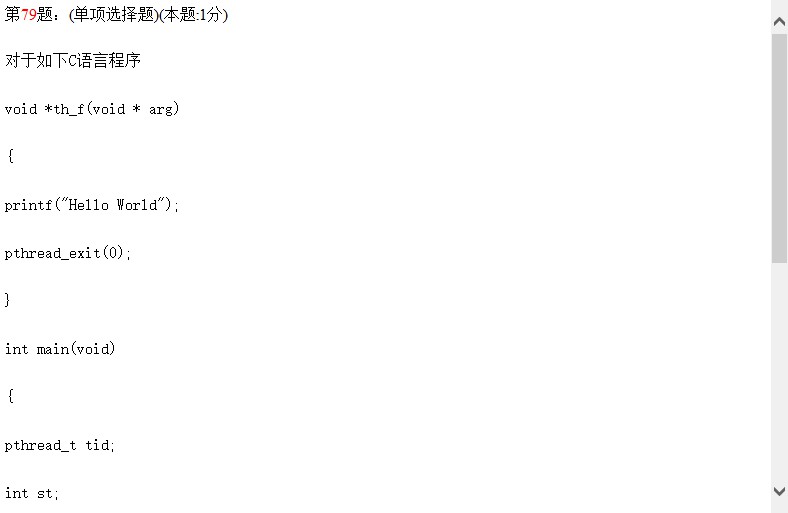 第79题: (单项选择题)(本题:1分)
对于如下C语言程序
void *th_f(void * arg)
{
printf("Hello World");
pthread_exit(0);
}
int main(void)
{
pthread_t tid;
int st;